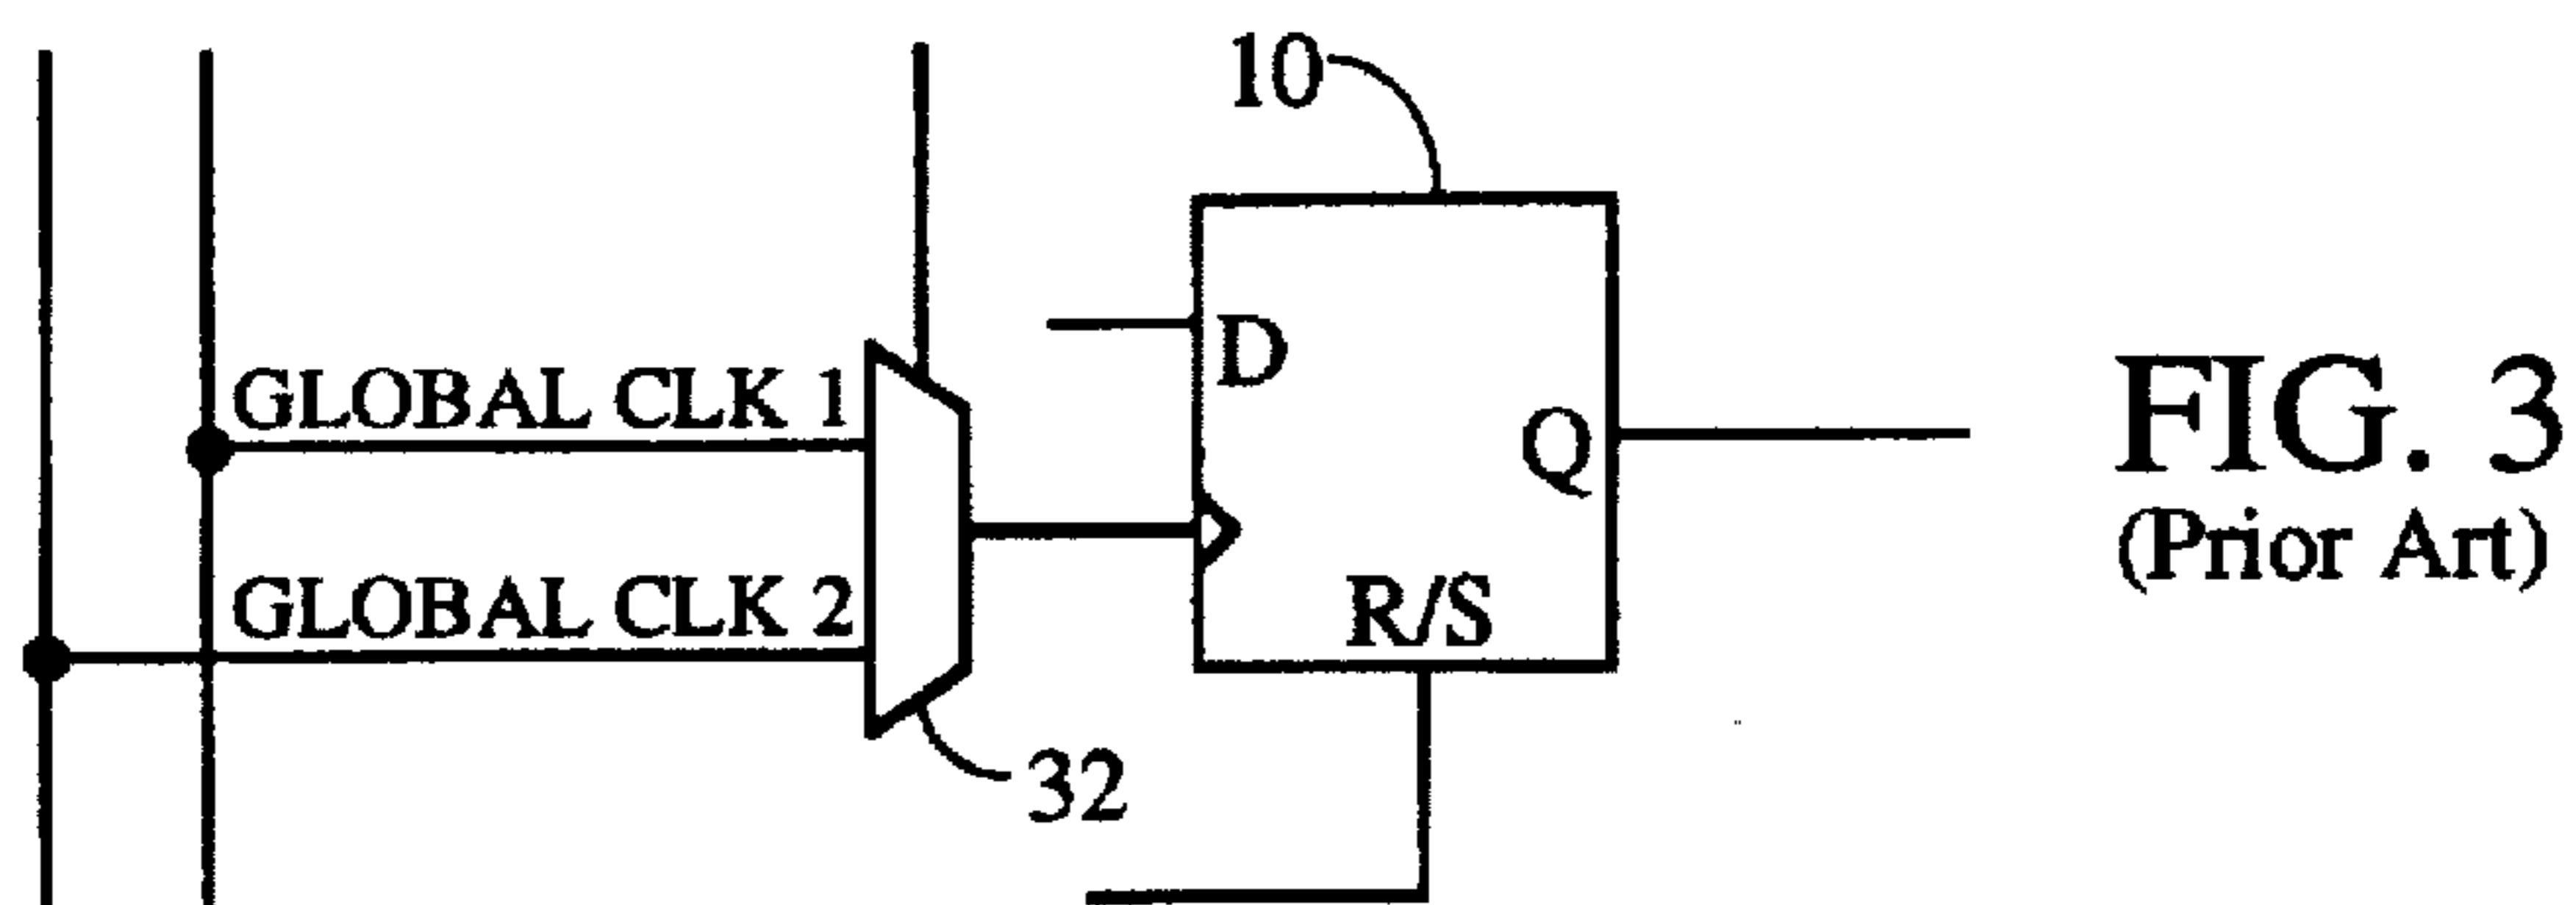 10
GLOBAL CLK 1
D
Q
GLOBAL CLK 2
R/S
32
FIG. 3
(Prior Art)